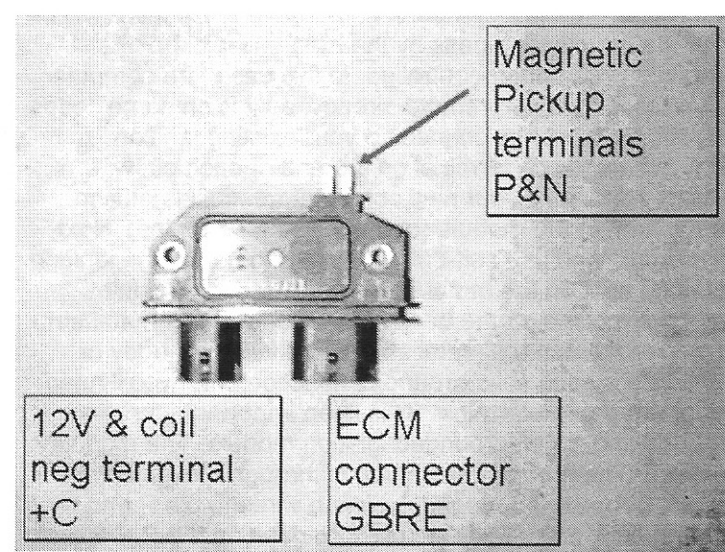 Magnetic
Pickup
terminals
P&N
12V & coil
neg terminal
+C
ECM
connector
GBRE